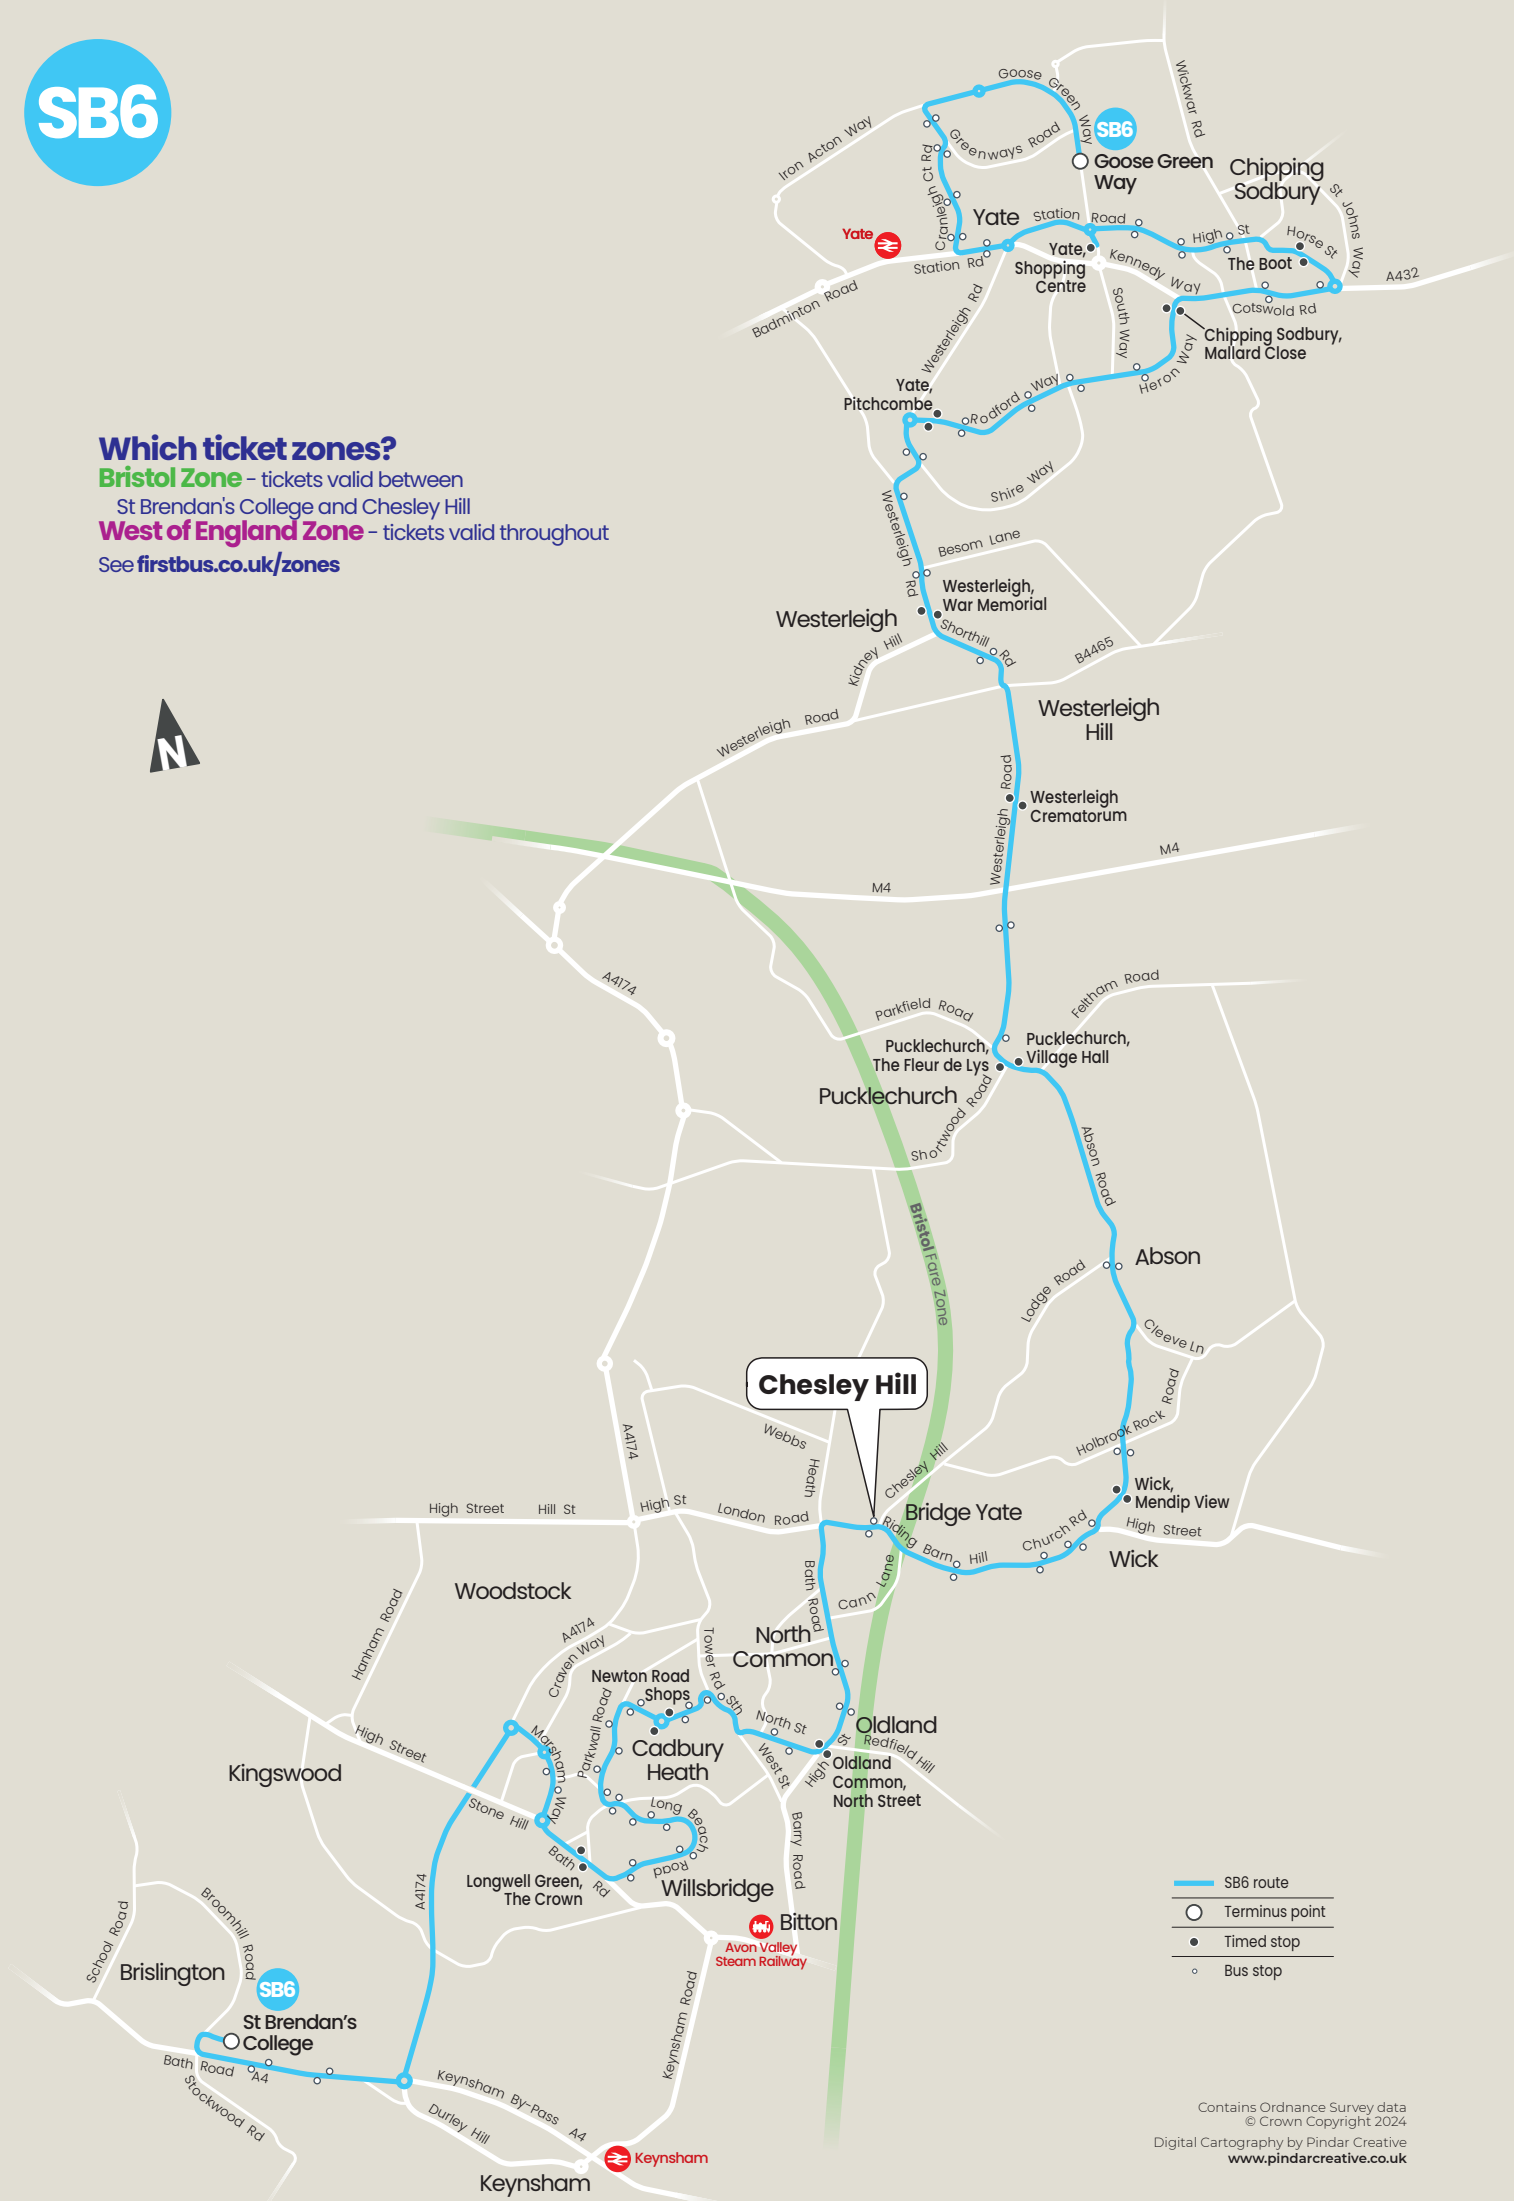 SB6
Goose Green Way
Wickwar Rd
Iron Acton Way
Greenways Road
SB6
Goose Green
Way
Chipping
Sodbury
St Johns Way
Cranleigh Ct Rd
Yate
Station Road
High St
Horse St
Yate
Yate,
Shopping
Centre
Kennedy Way
The Boot
A432
Station Rd
Badminton Road
Westerleigh Rd
South Way
Cotswold Rd
Chipping Sodbury,
Mallard Close
Heron Way
Yate,
Pitchcombe
Rodford Way
Shire Way
Which ticket zones?
Bristol Zone - tickets valid between
St Brendan's College and Chesley Hill
West of England Zone - tickets valid throughout
See firstbus.co.uk/zones
Westerleigh Rd
Besom Lane
Westerleigh,
War Memorial
Westerleigh
Shorthill Rd
Kidney Hill
B4465
Westerleigh
Hill
Westerleigh Road
N
Westerleigh Road
Westerleigh
Crematorum
M4
M4
A4174
Feltham Road
Parkfield Road
Pucklechurch,
The Fleur de Lys
Pucklechurch,
Village Hall
Pucklechurch
Shortwood Road
Abson Road
Bristol Fare Zone
Abson
Lodge Road
Cleeve Ln
Chesley Hill
Holbrook Rock Road
A4174
Webbs Heath
Chesley Hill
Wick,
Mendip View
High Street
Hill St
High St
London Road
Bridge Yate
Riding Barn Hill
Church Rd
High Street
Wick
Bath Road
Cann Lane
Woodstock
Hanham Road
A4174
Craven Way
North
Common
Tower Rd Sth
Newton Road
Shops
Parkwall Road
North St
Oldland
High Street
Marsham Way
Cadbury
Heath
West St
High St
Redfield Hill
Oldland
Common,
North Street
Kingswood
Stone Hill
Long Beach Road
Barry Road
Bath Rd
Longwell Green,
The Crown
Willsbridge
A4174
Bitton
Avon Valley
Steam Railway
SB6 route
Terminus point
Timed stop
Bus stop
School Road
Broomhill Road
Brislington
SB6
St Brendan's
College
Keynsham Road
Bath Road
A4
Stockwood Rd
Keynsham By-Pass A4
Durley Hill
Keynsham
Keynsham
Contains Ordnance Survey data
© Crown Copyright 2024
Digital Cartography by Pindar Creative
www.pindarcreative.co.uk